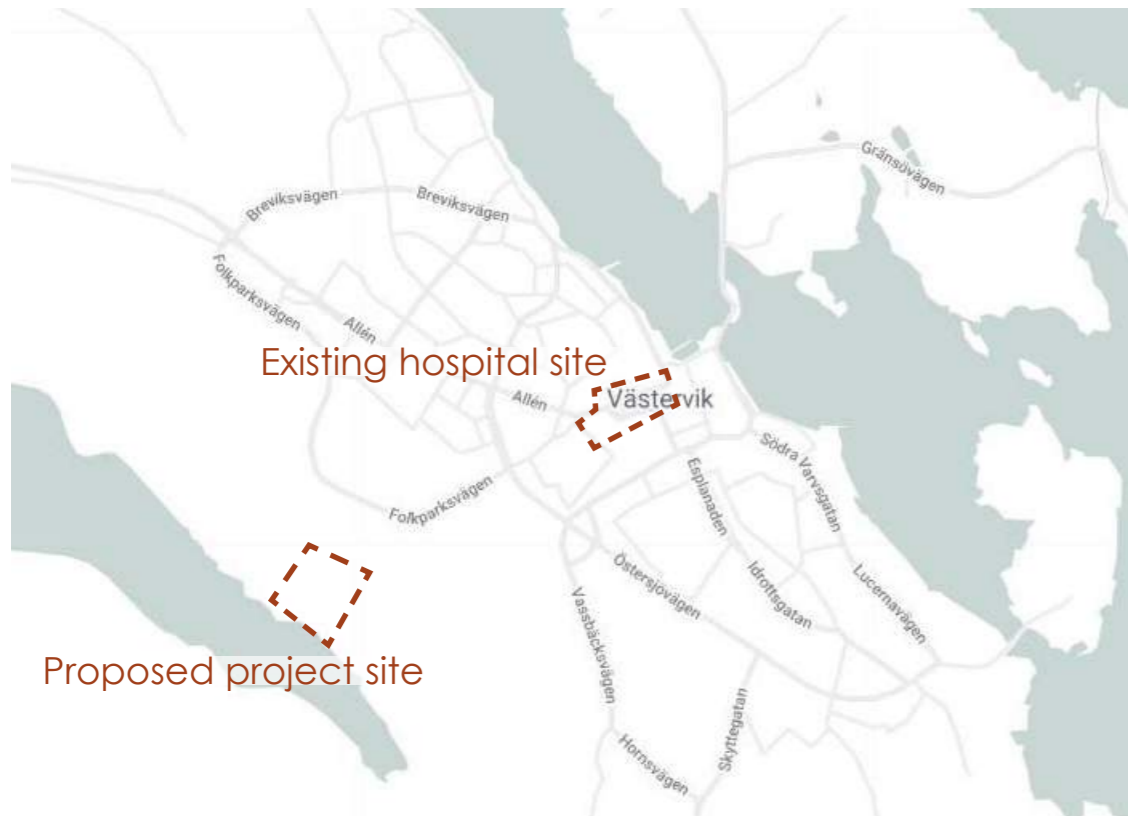 Gränsövägen
Breviksvägen
Breviksvägen
Folkparksvägen
Allén
Existing hospital site
Allén
Västervik
Södra Varvsgatan
Esplanaden
Folkparksvägen
Östersjövägen
Idrottsgatan
Lucernavägen
Vassbäcksvägen
Proposed project site
Skyttegatan
Hornsvägen